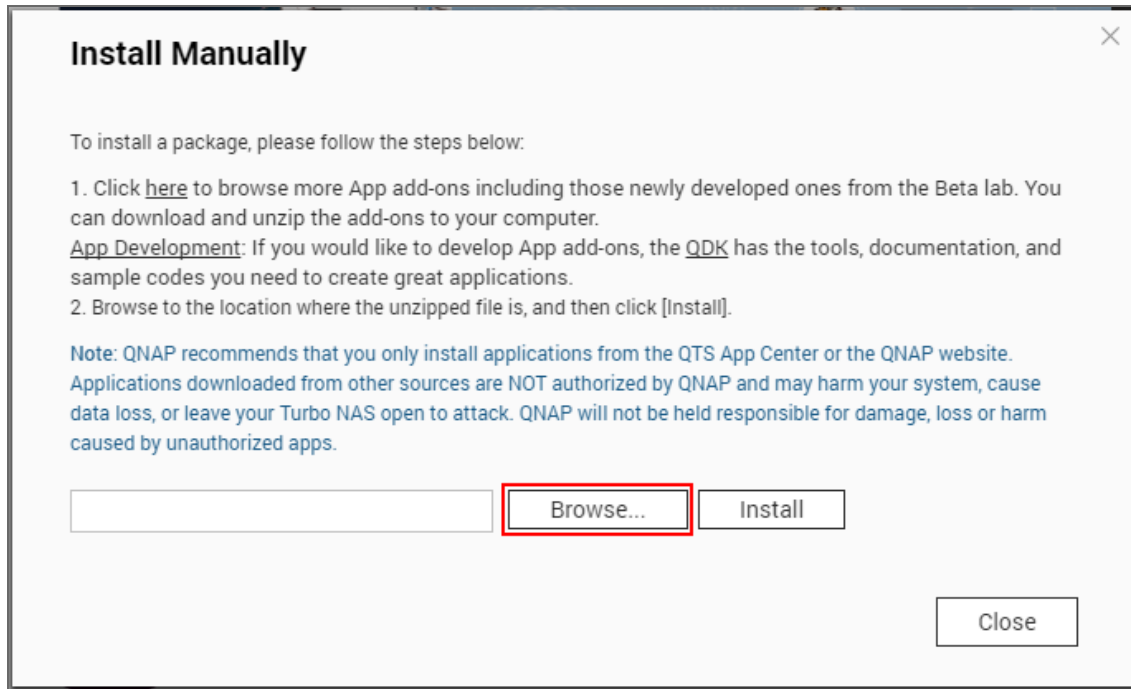 Install Manually
To install a package, please follow the steps below:
1. Click here to browse more App add-ons including those newly developed ones from the Beta lab. You
can download and unzip the add-ons to your computer.
App Development: If you would like to develop App add-ons, the QDK has the tools, documentation, and
sample codes you need to create great applications.
2. Browse to the location where the unzipped file is, and then click [Install].
Note: QNAP recommends that you only install applications from the QTS App Center or the QNAP website.
Applications downloaded from other sources are NOT authorized by QNAP and may harm your system, cause
data loss, or leave your Turbo NAS open to attack. QNAP will not be held responsible for damage, loss or harm
caused by unauthorized apps.
Browse... Install
Close